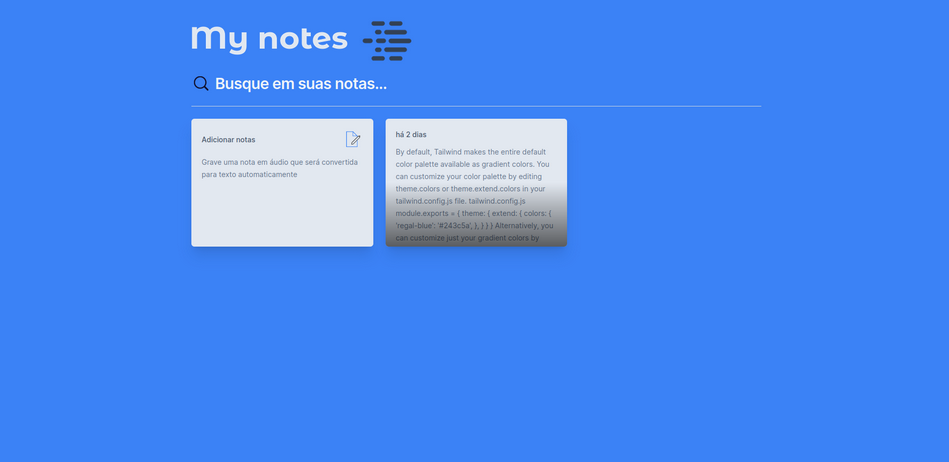 My notes
Busque em suas notas...
Adicionar notas
Grave uma nota em áudio que será convertida
para texto automaticamente
há 2 dias
By default, Tailwind makes the entire default
color palette available as gradient colors. You
can customize your color palette by editing
theme.colors or theme.extend.colors in your
tailwind.config.js file. tailwind.config.js
module.exports = { theme: { extend: { colors: {
'regal-blue': '#243c5a', }, } } } Alternatively, you
can customize just your gradient colors by